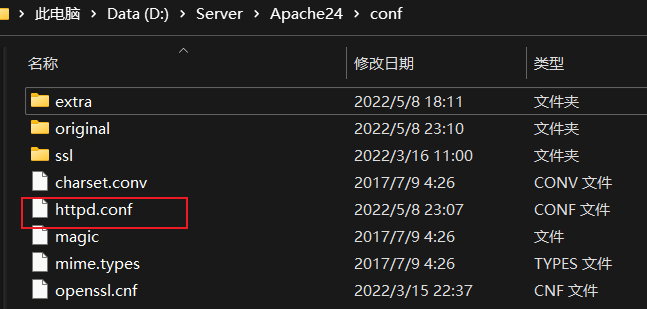 此电脑 > Data (D:) > Server > Apache24 > conf
名称 修改日期 类型
extra 2022/5/8 18:11 文件夹
original 2022/5/8 23:10 文件夹
ssl 2022/3/16 11:00 文件夹
charset.conv 2017/7/9 4:26 CONV 文件
httpd.conf 2022/5/8 23:07 CONF 文件
magic 2017/7/9 4:26 文件
mime.types 2017/7/9 4:26 TYPES 文件
openssl.cnf 2022/3/15 22:37 CNF 文件